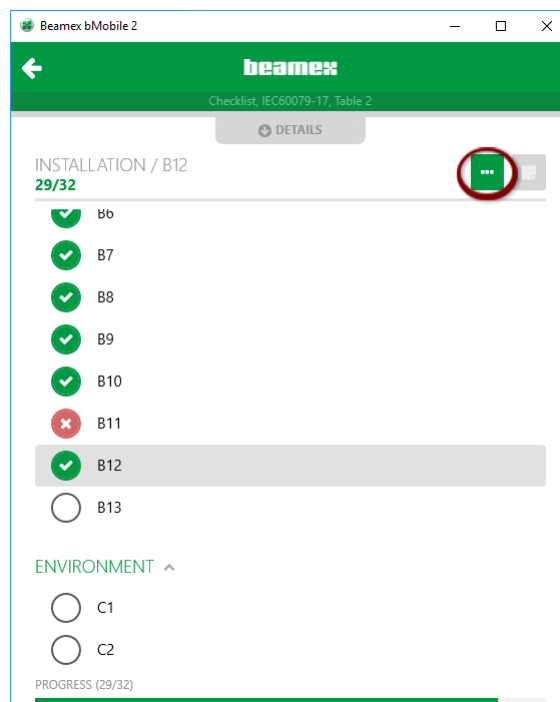 Beamex bMobile 2
beamex
Checklist, IEC60079-17, Table 2
DETAILS
INSTALLATION / B12
29/32
B6
B7
B8
B9
B10
B11
B12
B13
ENVIRONMENT
C1
C2
PROGRESS (29/32)